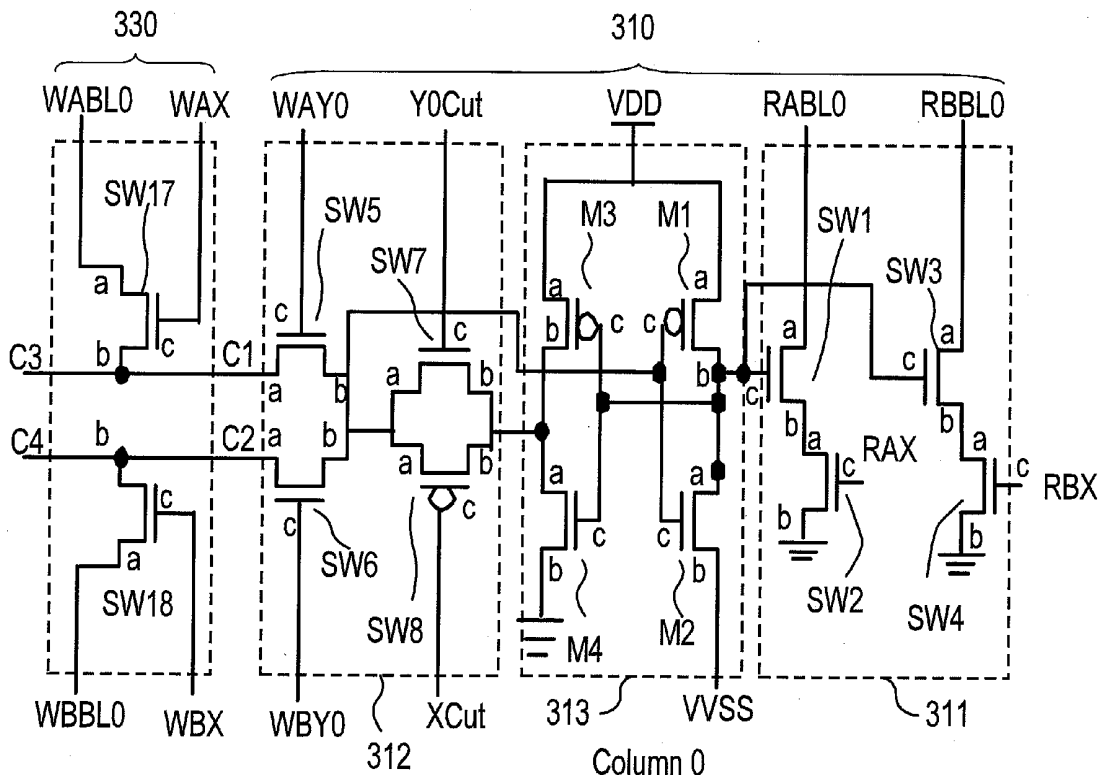 330
310
WABL0 WAX WAY0 Y0Cut VDD RABL0 RBBL0
SW17 SW5 SW7 M3 M1 SW1 SW3
a c c a a a a
b c b c c
C3 b C1 a b a b b c b c b a
C4 b C2 a b a b a b a RAX c RBX
c c c c c b b
a SW6 b b SW2
SW18 SW8 M4 M2 SW4
WBBL0 WBX WBY0 XCut VVSS
312 313 311
Column 0